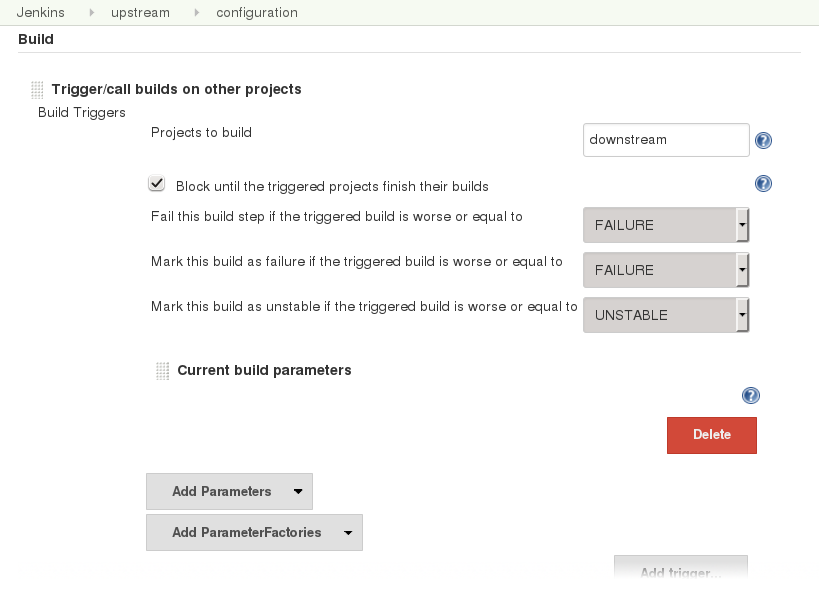 Jenkins upstream configuration
Build
Trigger/call builds on other projects
Build Triggers
Projects to build
downstream
Block until the triggered projects finish their builds
Fail this build step if the triggered build is worse or equal to
FAILURE
Mark this build as failure if the triggered build is worse or equal to
FAILURE
Mark this build as unstable if the triggered build is worse or equal to
UNSTABLE
Current build parameters
Delete
Add Parameters
Add ParameterFactories
Add trigger...